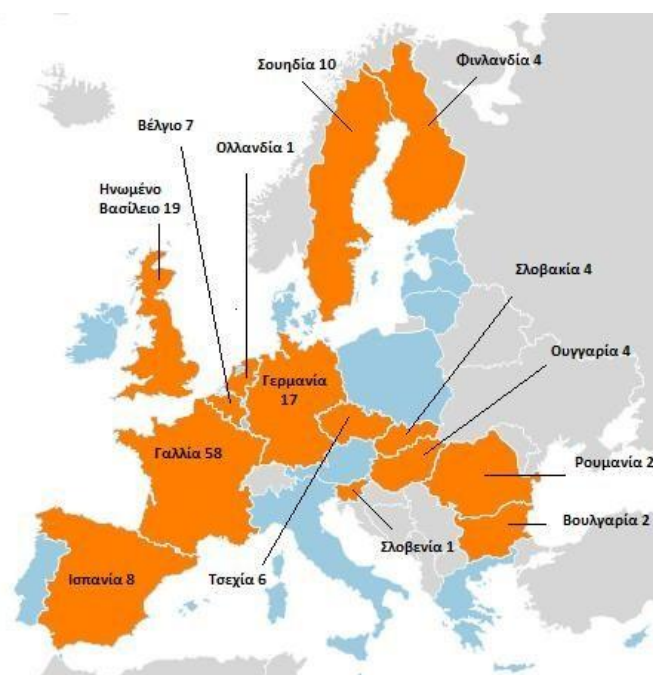 Σουηδία 10
Φινλανδία 4
Βέλγιο 7
Ολλανδία 1
Ηνωμένο
Βασίλειο 19
Σλοβακία 4
Ουγγαρία 4
Γερμανία
17
Γαλλία 58
Ρουμανία 2
Βουλγαρία 2
Σλοβενία 1
Τσεχία 6
Ισπανία 8